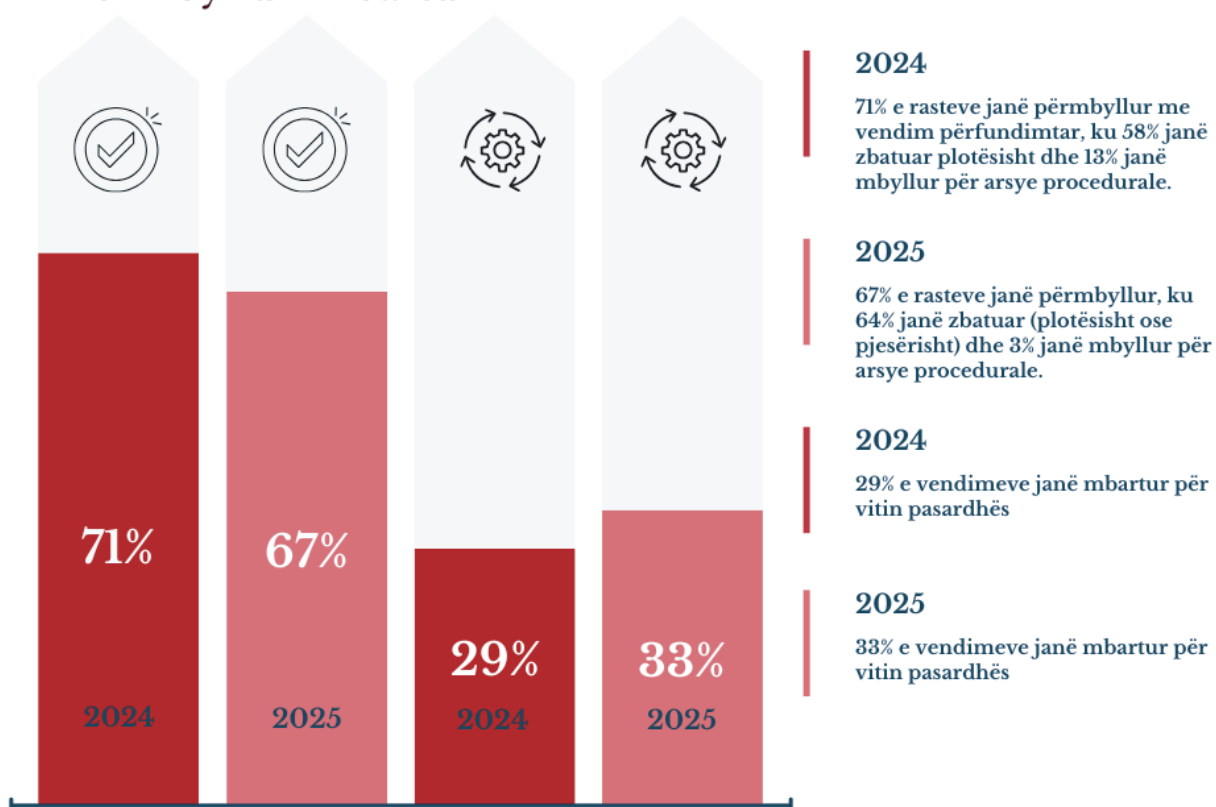 71%
67%
29%
33%
2024
2025
2024
2025
2024
71% e rasteve janë përmbyllur me
vendim përfundimtar, ku 58% janë
zbatuar plotësisht dhe 13% janë
mbyllur për arsye procedurale.
2025
67% e rasteve janë përmbyllur, ku
64% janë zbatuar (plotësisht ose
pjesërisht) dhe 3% janë mbyllur për
arsye procedurale.
2024
29% e vendimeve janë mbartur për
vitin pasardhës
2025
33% e vendimeve janë mbartur për
vitin pasardhës